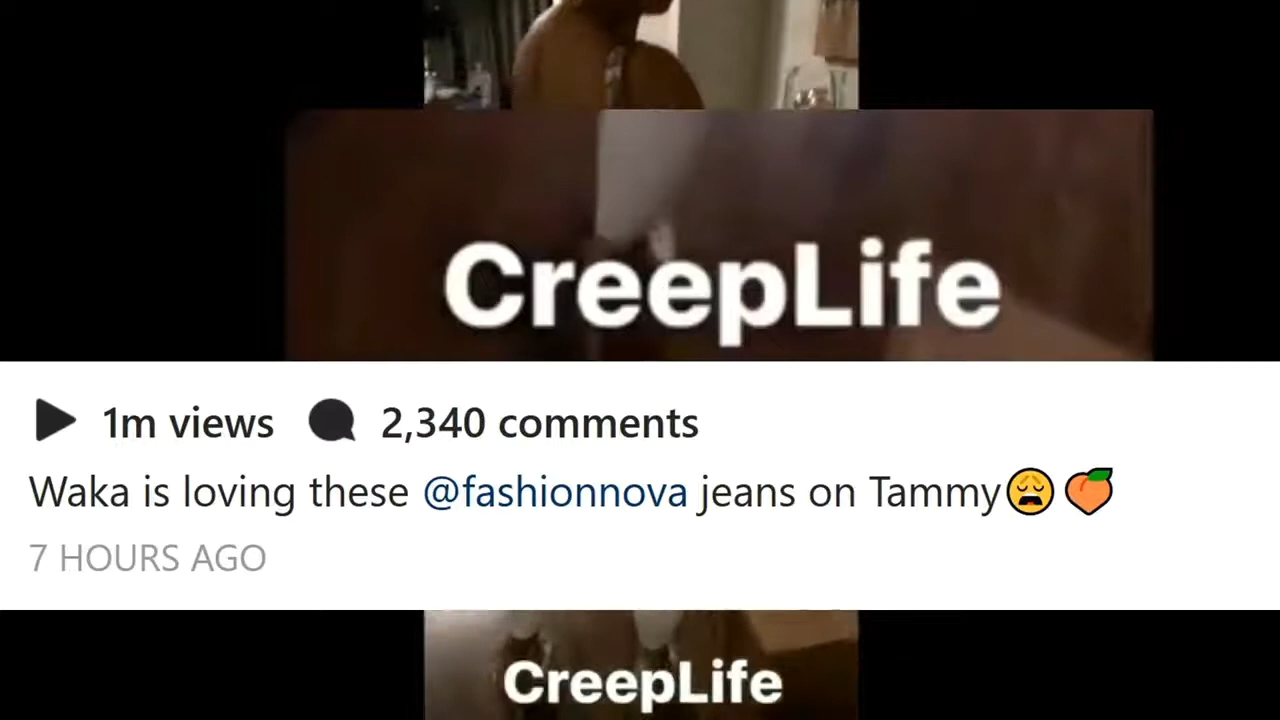 CreepLife
1m views 2,340 comments
Waka is loving these @fashionnova jeans on Tammy😩🍑
7 HOURS AGO
CreepLife